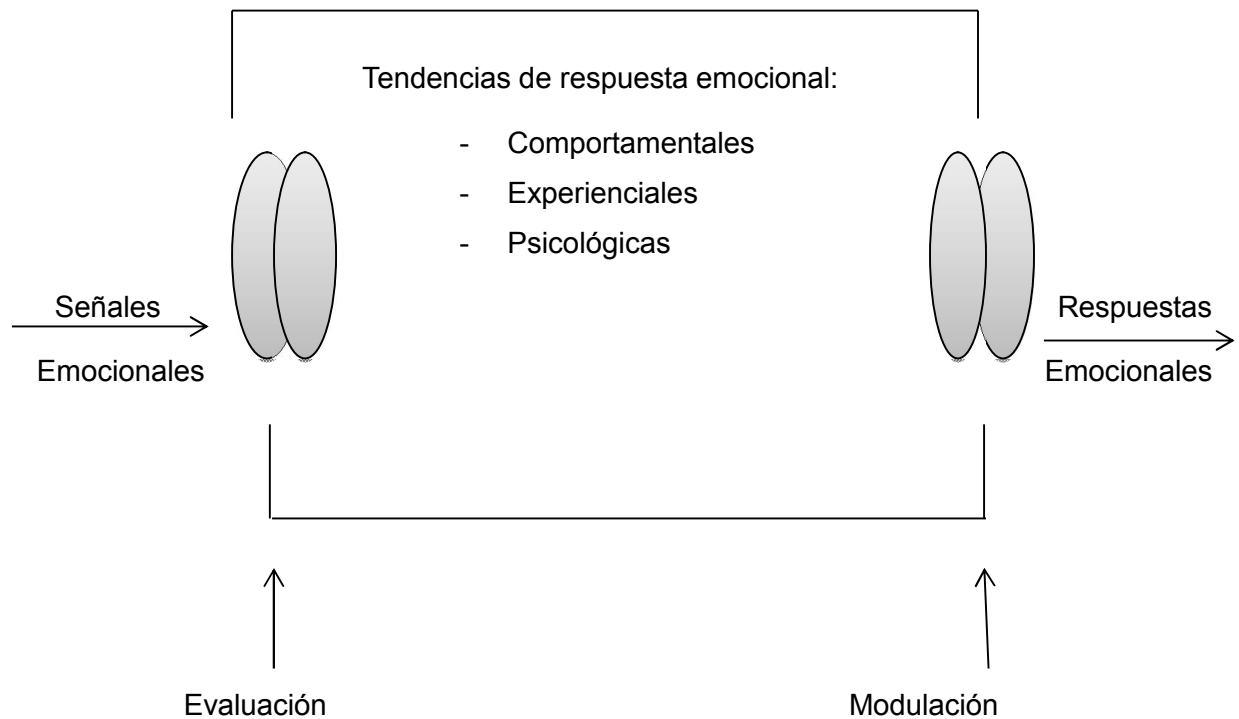 Tendencias de respuesta emocional:
- Comportamentales
- Experienciales
- Psicológicas
Señales
Emocionales
Respuestas
Emocionales
Evaluación
Modulación